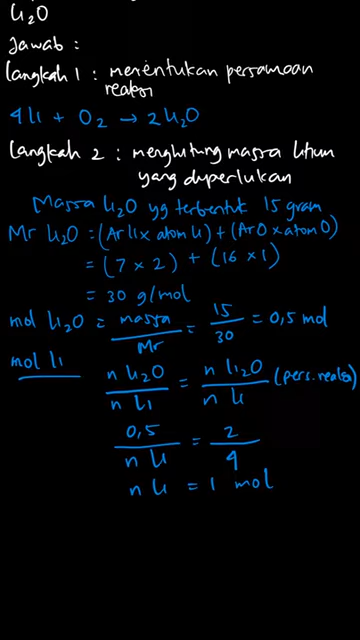 Li₂O
Jawab :
Langkah 1 : menentukan persamaan
reaksi
4Li + O₂ → 2Li₂O
Langkah 2 : menghitung massa litium
yang diperlukan
Massa Li₂O yg terbentuk 15 gram
Mr Li₂O = (Ar Li x atom Li) + (Ar O x atom O)
= (7 x 2) + (16 x 1)
= 30 g/mol
mol Li₂O = massa / Mr = 15 / 30 = 0,5 mol
mol Li
n Li₂O / n Li = n Li₂O / n Li (pers. reaksi)
0,5 / n Li = 2 / 4
n Li = 1 mol